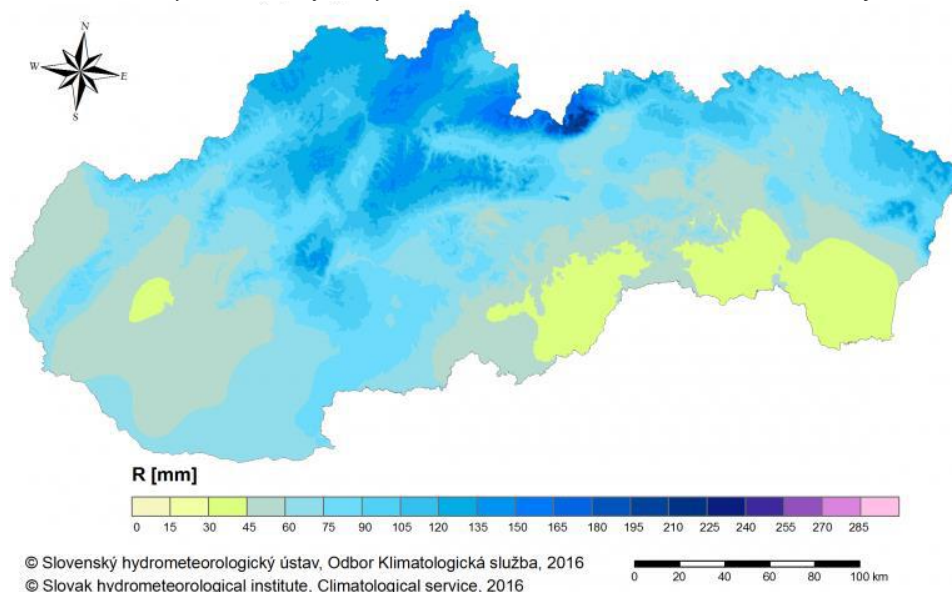 N
W E
S
R [mm]
0 15 30 45 60 75 90 105 120 135 150 165 180 195 210 225 240 255 270 285
© Slovenský hydrometeorologický ústav, Odbor Klimatologická služba, 2016
© Slovak hydrometeorological institute, Climatological service, 2016
0 20 40 60 80 100 km